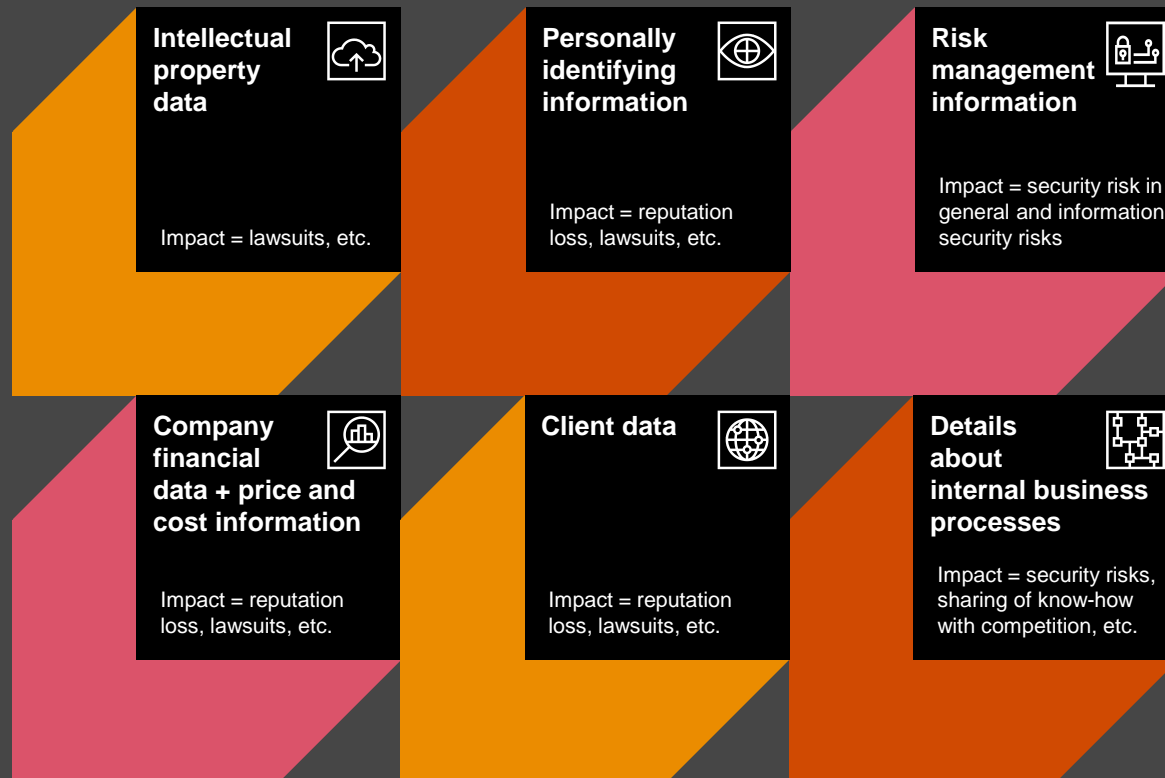 Intellectual
property
data
Impact = lawsuits, etc.
Personally
identifying
information
Impact = reputation
loss, lawsuits, etc.
Risk
management
information
Impact = security risk in
general and information
security risks
Company
financial
data + price and
cost information
Impact = reputation
loss, lawsuits, etc.
Client data
Impact = reputation
loss, lawsuits, etc.
Details
about
internal business
processes
Impact = security risks,
sharing of know-how
with competition, etc.